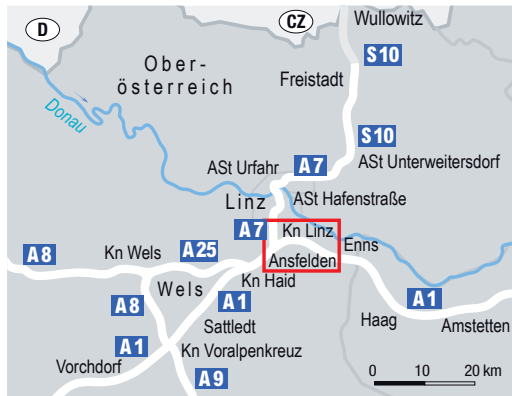 D
CZ
Wullowitz
Ober-
österreich
S10
Freistadt
Donau
S10
ASt Urfahr
A7
ASt Unterweitersdorf
Linz
ASt Hafenstraße
A7
Kn Linz
Enns
A8
Kn Wels
A25
Ansfelden
Wels
Kn Haid
A8
A1
A1
Haag
Amstetten
Sattledt
A1
Kn Voralpenkreuz
Vorchdorf
A9
0 10 20 km